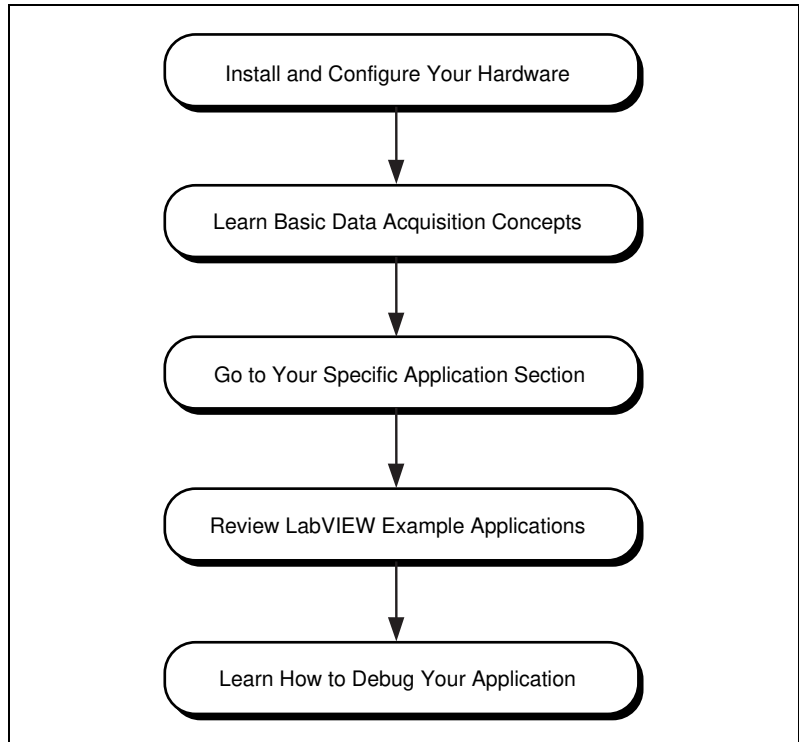 Install and Configure Your Hardware
Learn Basic Data Acquisition Concepts
Go to Your Specific Application Section
Review LabVIEW Example Applications
Learn How to Debug Your Application